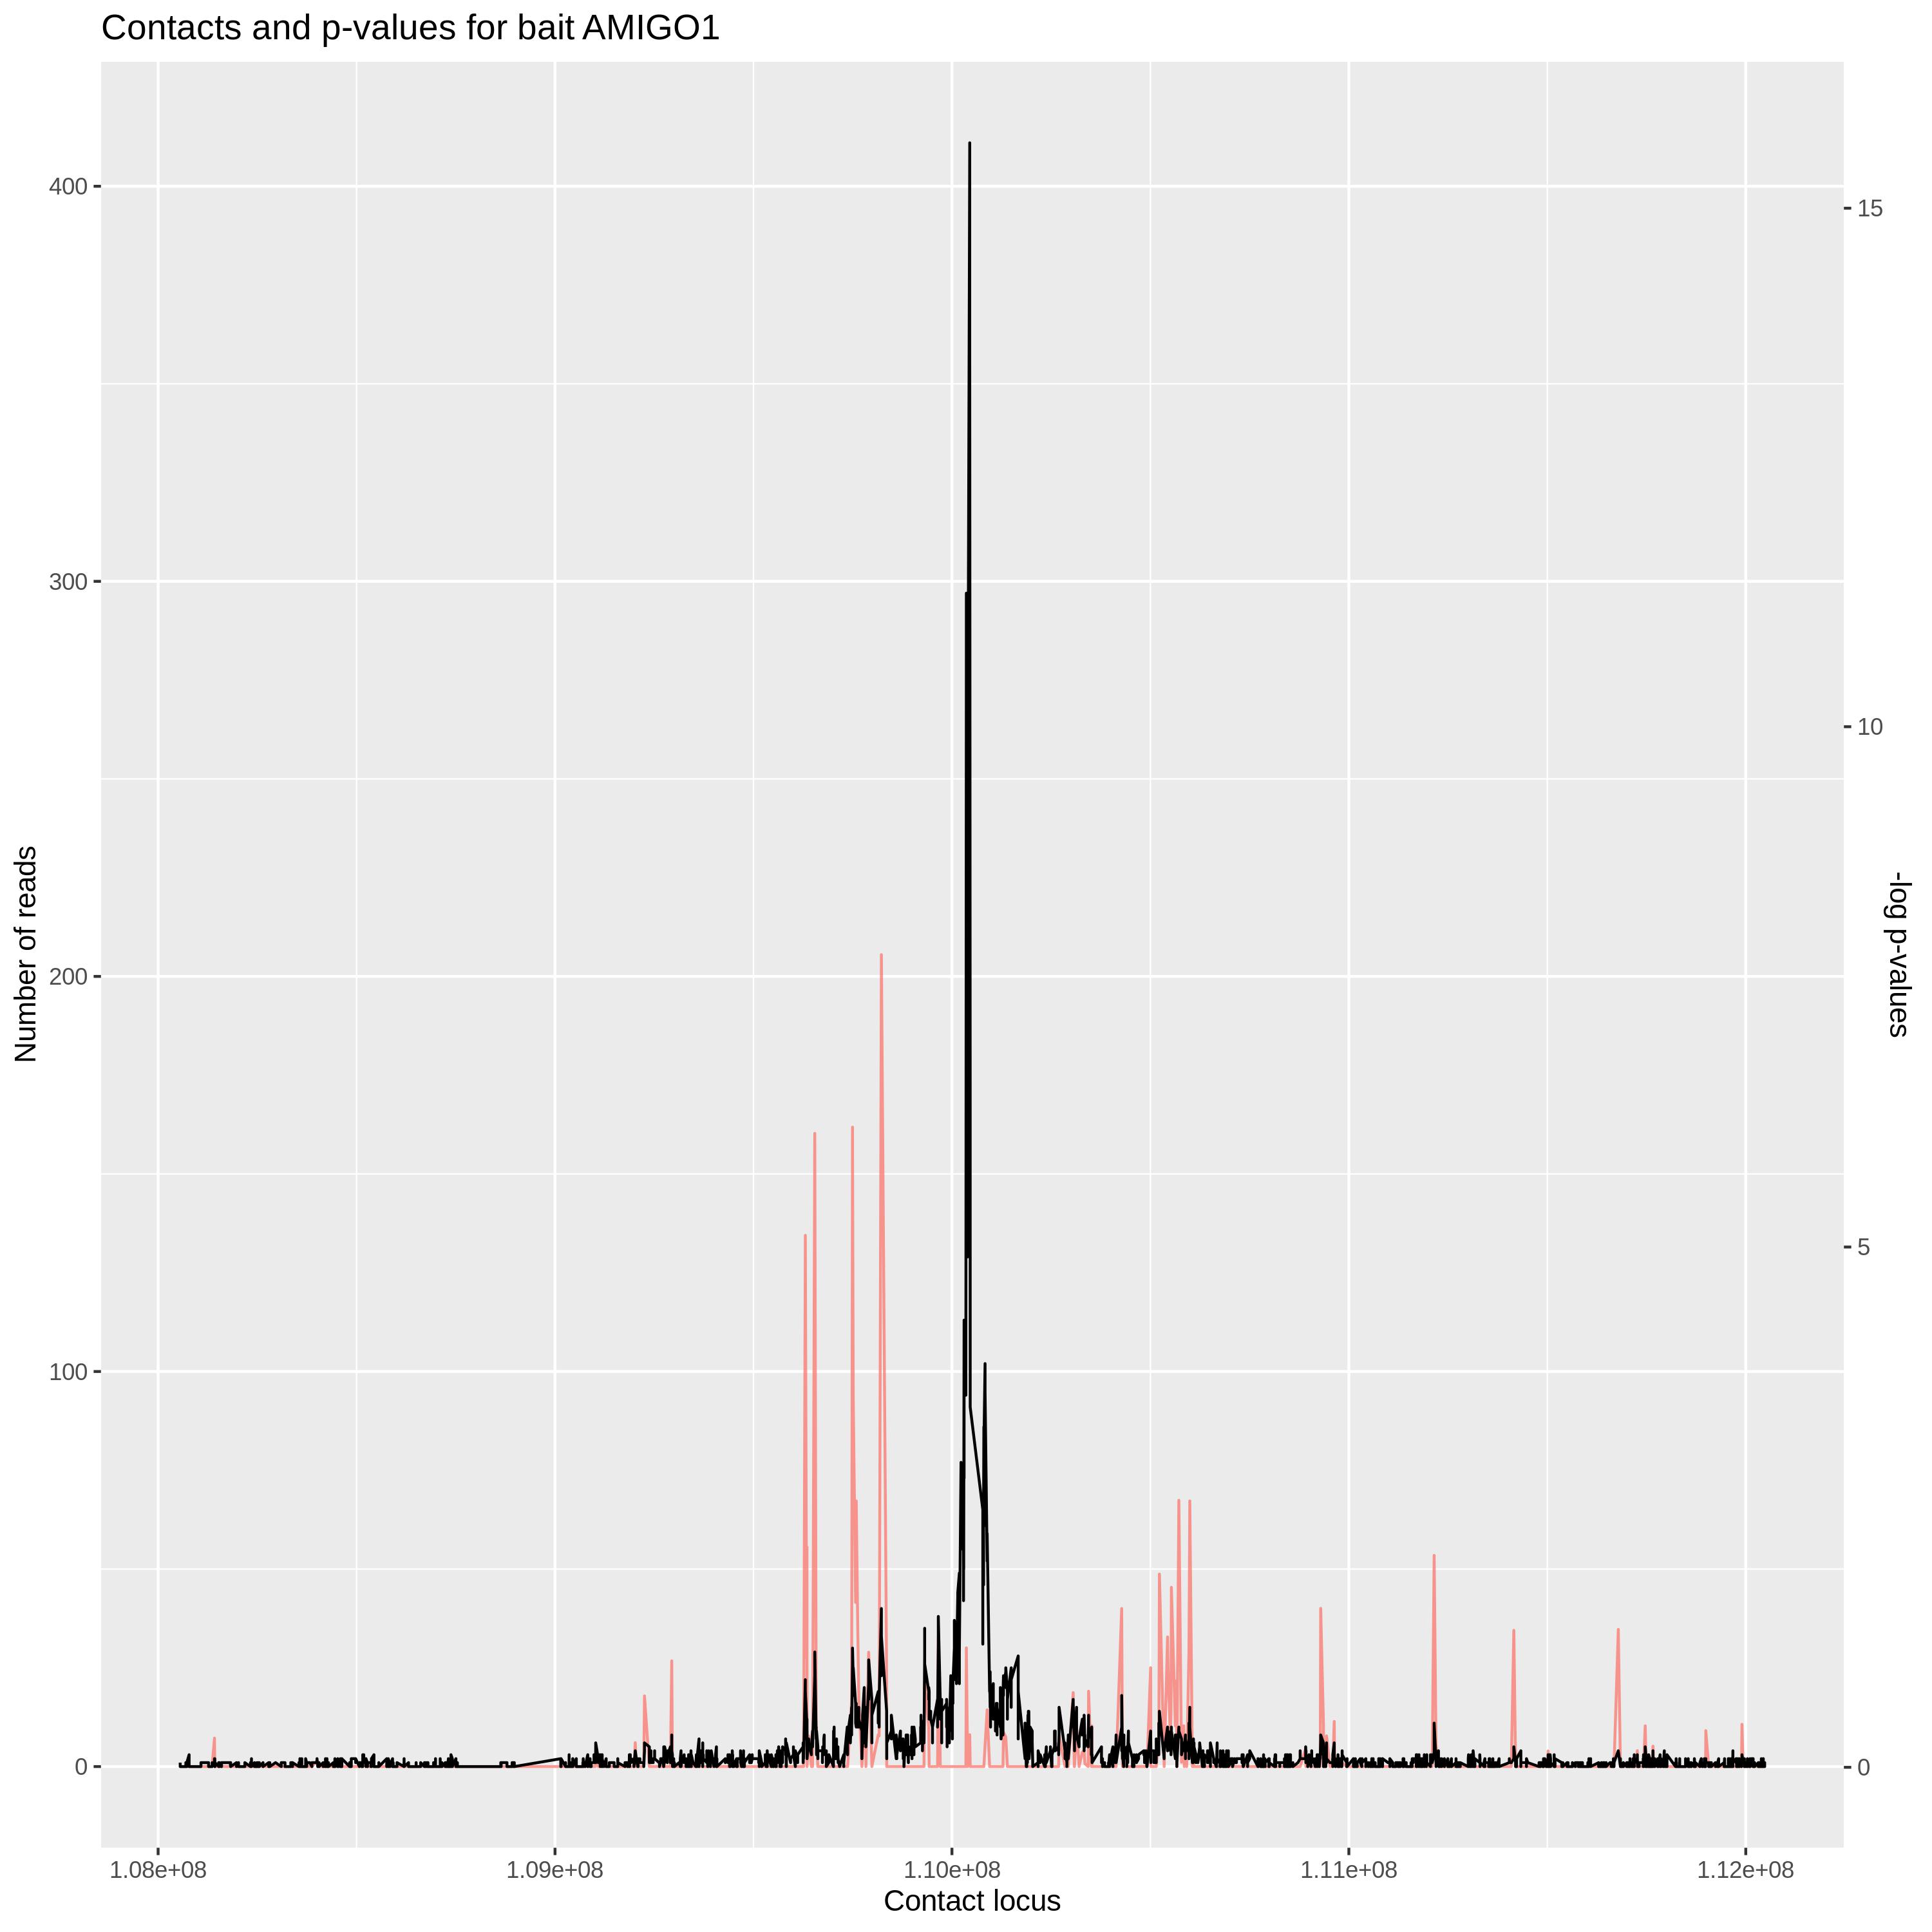 Contacts and p-values for bait AMIGO1
Number of reads
400
300
200
100
0
15
10
5
0
-log p-values
1.08e+08
1.09e+08
1.10e+08
1.11e+08
1.12e+08
Contact locus